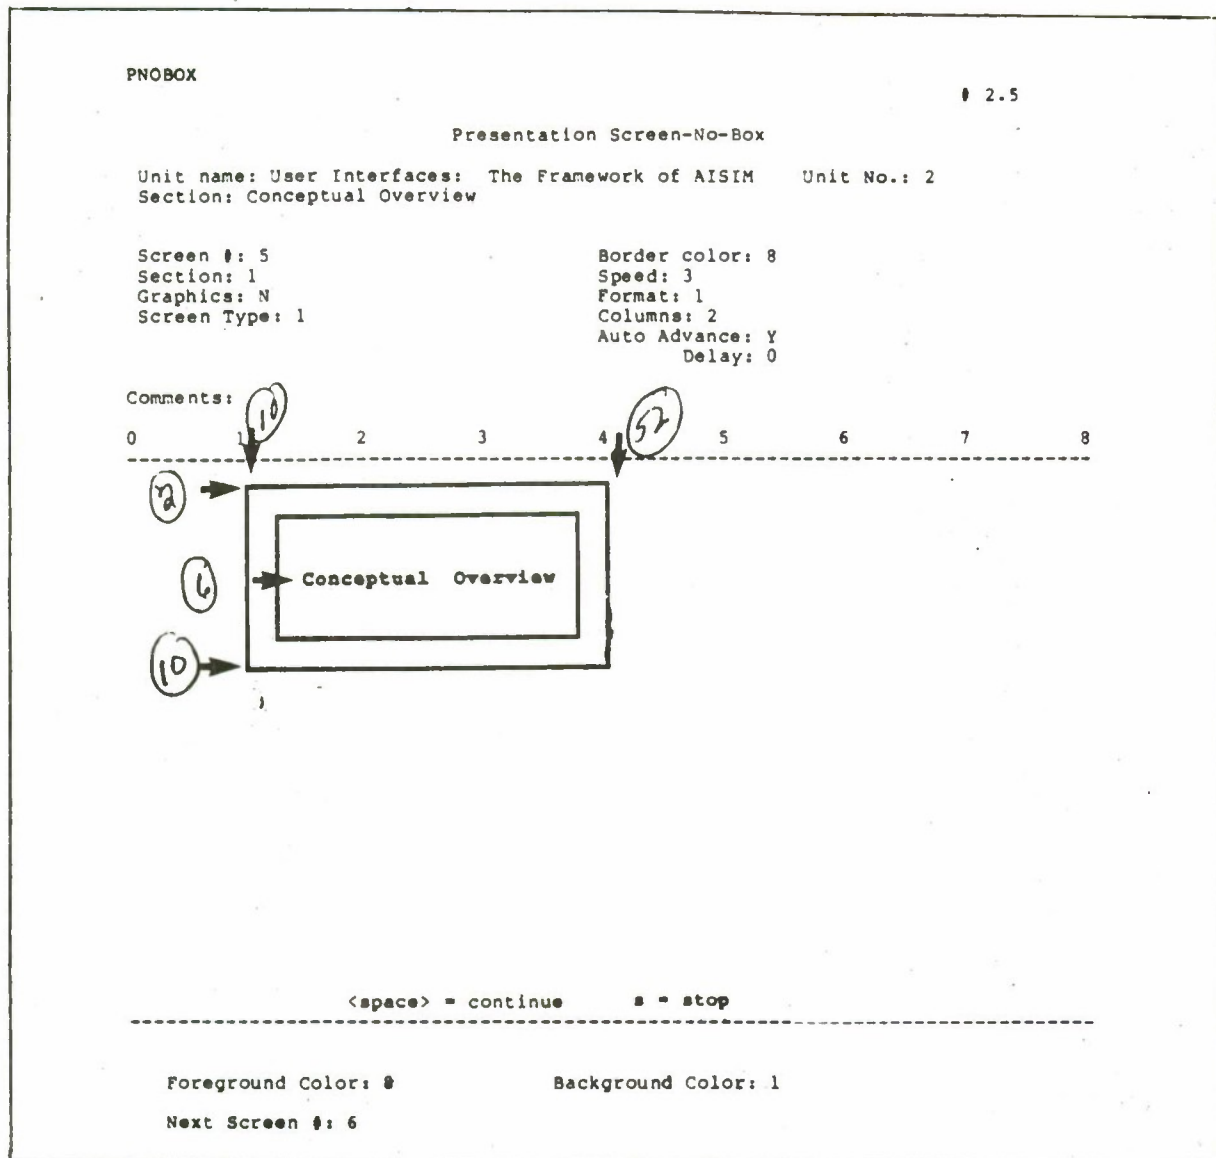 PNOBOX
# 2.5
Presentation Screen-No-Box
Unit name: User Interfaces: The Framework of AISIM Unit No.: 2
Section: Conceptual Overview
Screen #: 5
Section: 1
Graphics: N
Screen Type: 1
Border color: 8
Speed: 3
Format: 1
Columns: 2
Auto Advance: Y
Delay: 0
Comments:
10 52
0 1 2 3 4 5 6 7 8
2
6 Conceptual Overview
10
<space> = continue s = stop
Foreground Color: 8 Background Color: 1
Next Screen #: 6